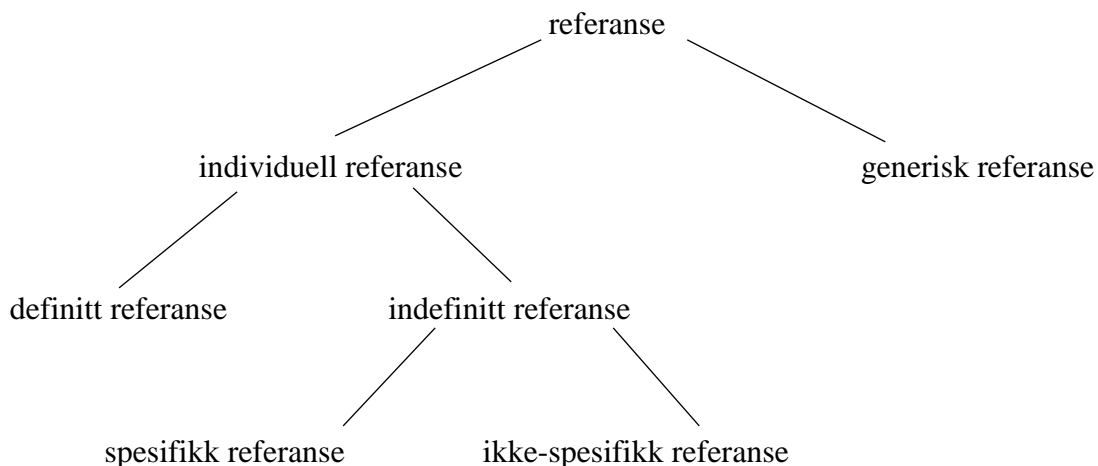 referanse
individuell referanse generisk referanse
definitt referanse indefinitt referanse
spesifikk referanse ikke-spesifikk referanse